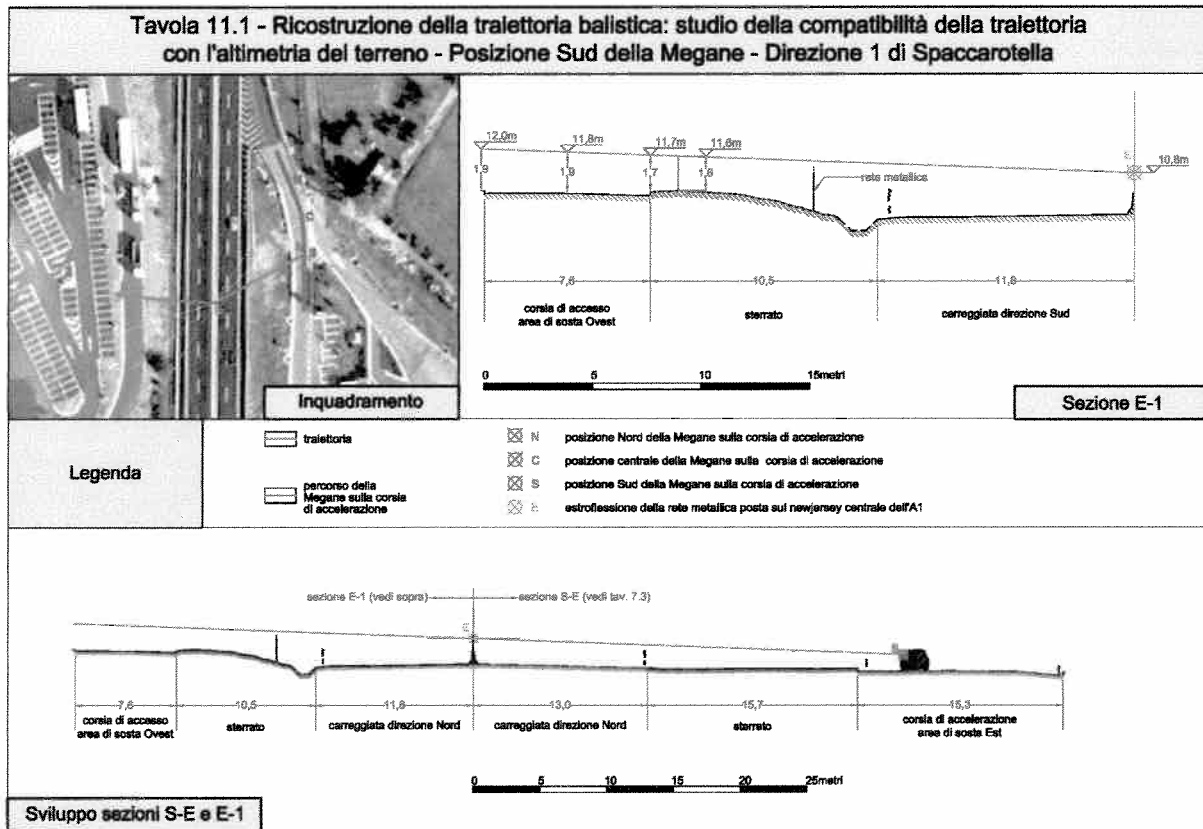 Tavola 11.1 - Ricostruzione della traiettoria balistica: studio della compatibilità della traiettoria
con l'altimetria del terreno - Posizione Sud della Megane - Direzione 1 di Spaccarotella
12,0m
11,8m
11,7m
11,6m
E
10,8m
1,9
1,9
1,7
1,6
rete metallica
7,6
10,5
11,8
corsia di accesso
area di sosta Ovest
sterrato
carreggiata direzione Sud
0 5 10 15metri
Inquadramento
Sezione E-1
Legenda
traiettoria
percorso della
Megane sulla corsia
di accelerazione
N posizione Nord della Megane sulla corsia di accelerazione
C posizione centrale della Megane sulla corsia di accelerazione
S posizione Sud della Megane sulla corsia di accelerazione
E estroflessione della rete metallica posta sul newjersey centrale dell'A1
sezione E-1 (vedi sopra)
sezione S-E (vedi tav. 7.3)
E
7,6
10,5
11,8
13,0
15,7
15,3
corsia di accesso
area di sosta Ovest
sterrato
carreggiata direzione Nord
carreggiata direzione Nord
sterrato
corsia di accelerazione
area di sosta Est
0 5 10 15 20 25metri
Sviluppo sezioni S-E e E-1